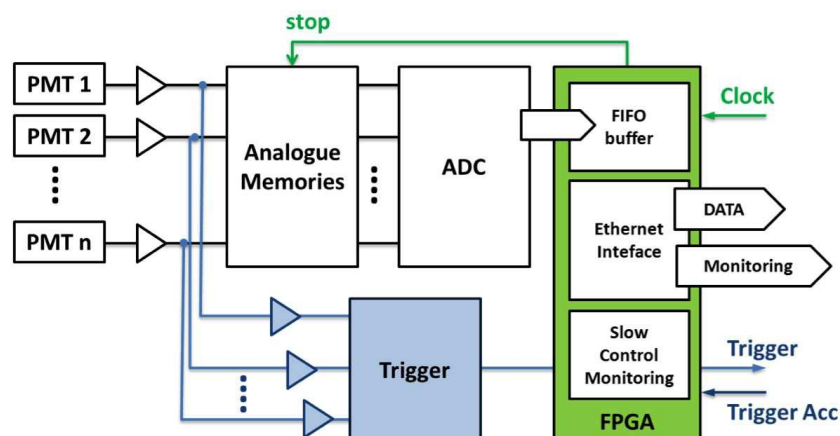 stop
PMT 1
PMT 2
PMT n
Analogue
Memories
ADC
FIFO
buffer
Clock
Ethernet
Inteface
DATA
Monitoring
Trigger
Slow
Control
Monitoring
FPGA
Trigger
Trigger Acc